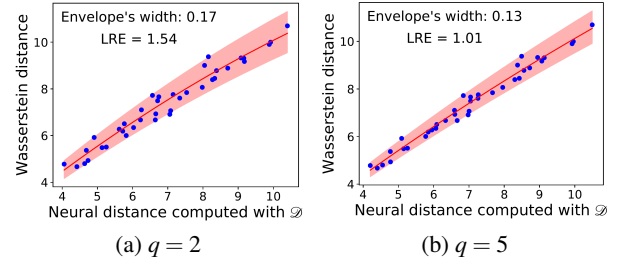 Envelope's width: 0.17
LRE = 1.54
Wasserstein distance
10
8
6
4
4 5 6 7 8 9 10
Neural distance computed with 𝒟
(a) q = 2
Envelope's width: 0.13
LRE = 1.01
Wasserstein distance
10
8
6
4
4 5 6 7 8 9 10
Neural distance computed with 𝒟
(b) q = 5